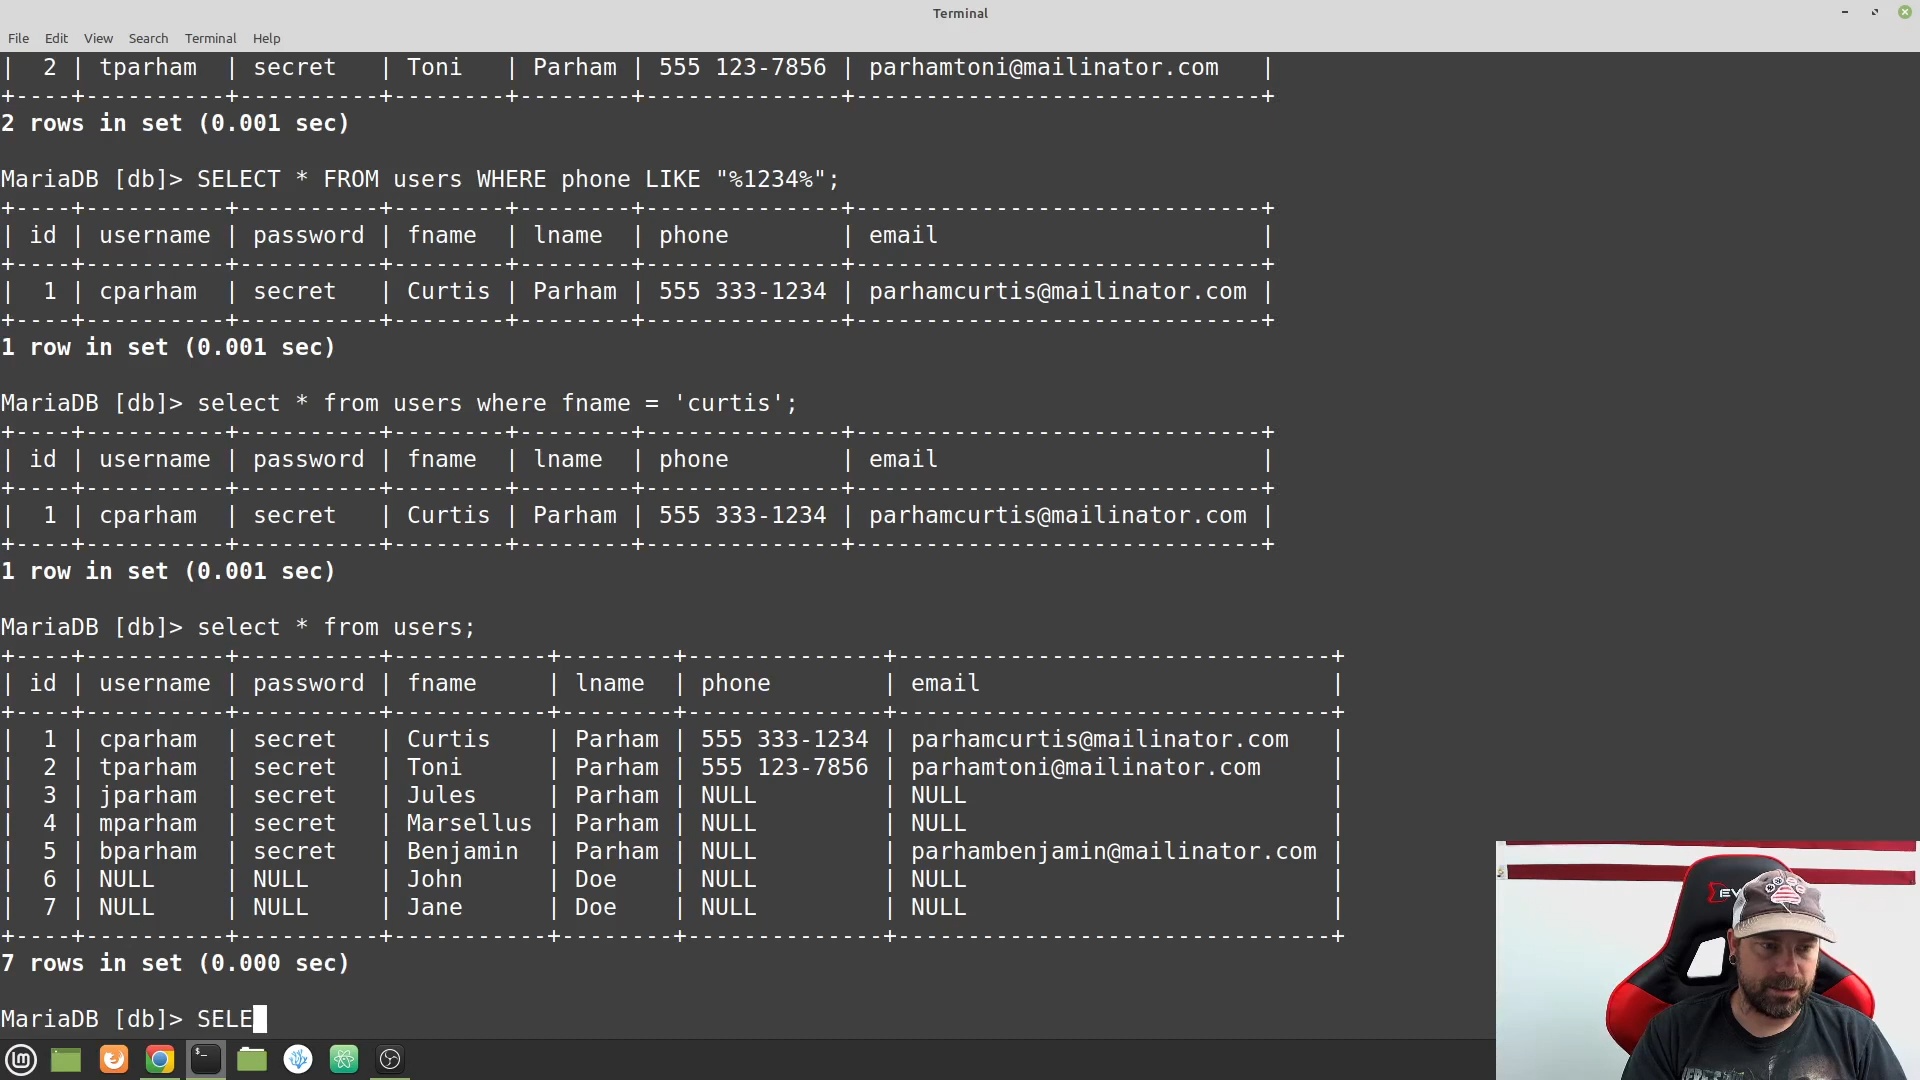 Terminal
File Edit View Search Terminal Help
| 2 | tparham | secret | Toni | Parham | 555 123-7856 | parhamtoni@mailinator.com |
+----+----------+----------+--------+--------+--------------+---------------------------+
2 rows in set (0.001 sec)
MariaDB [db]> SELECT * FROM users WHERE phone LIKE "%1234%";
+----+----------+----------+--------+--------+--------------+-----------------------------+
| id | username | password | fname | lname | phone | email |
+----+----------+----------+--------+--------+--------------+-----------------------------+
| 1 | cparham | secret | Curtis | Parham | 555 333-1234 | parhamcurtis@mailinator.com |
+----+----------+----------+--------+--------+--------------+-----------------------------+
1 row in set (0.001 sec)
MariaDB [db]> select * from users where fname = 'curtis';
+----+----------+----------+--------+--------+--------------+-----------------------------+
| id | username | password | fname | lname | phone | email |
+----+----------+----------+--------+--------+--------------+-----------------------------+
| 1 | cparham | secret | Curtis | Parham | 555 333-1234 | parhamcurtis@mailinator.com |
+----+----------+----------+--------+--------+--------------+-----------------------------+
1 row in set (0.001 sec)
MariaDB [db]> select * from users;
+----+----------+----------+-----------+--------+--------------+-------------------------------+
| id | username | password | fname | lname | phone | email |
+----+----------+----------+-----------+--------+--------------+-------------------------------+
| 1 | cparham | secret | Curtis | Parham | 555 333-1234 | parhamcurtis@mailinator.com |
| 2 | tparham | secret | Toni | Parham | 555 123-7856 | parhamtoni@mailinator.com |
| 3 | jparham | secret | Jules | Parham | NULL | NULL |
| 4 | mparham | secret | Marsellus | Parham | NULL | NULL |
| 5 | bparham | secret | Benjamin | Parham | NULL | parhambenjamin@mailinator.com |
| 6 | NULL | NULL | John | Doe | NULL | NULL |
| 7 | NULL | NULL | Jane | Doe | NULL | NULL |
+----+----------+----------+-----------+--------+--------------+-------------------------------+
7 rows in set (0.000 sec)
MariaDB [db]> SELE